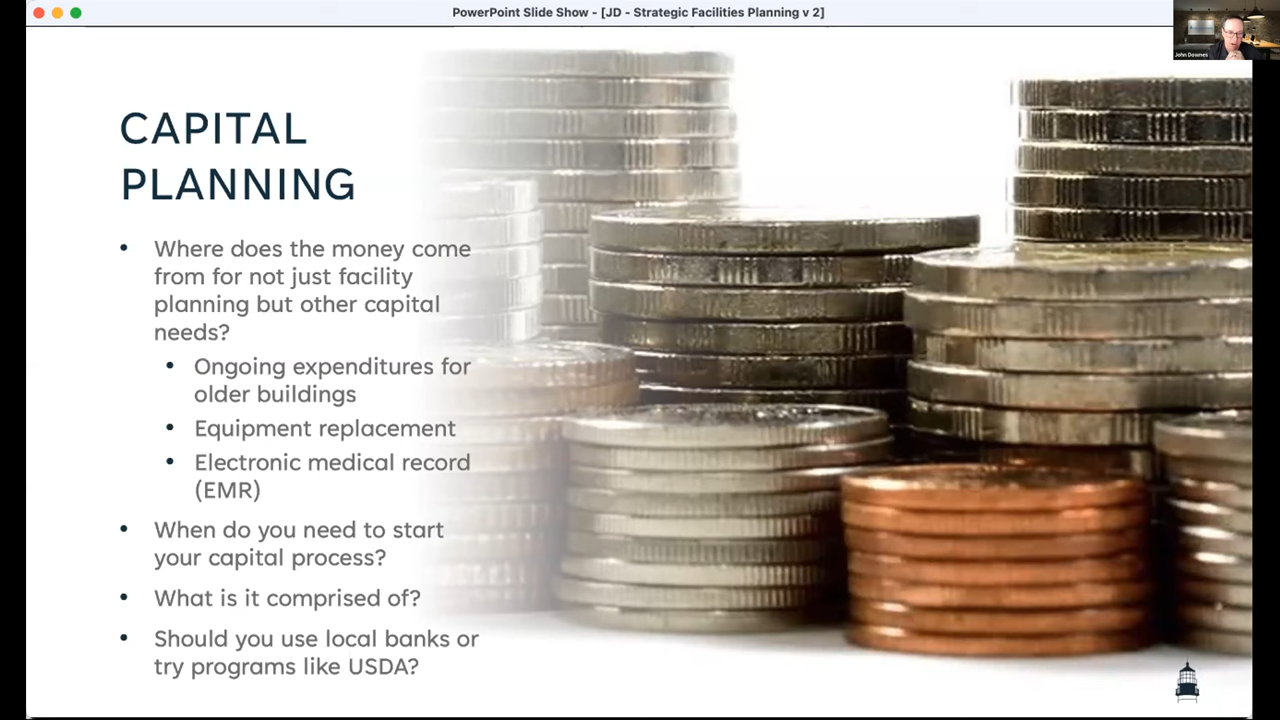 PowerPoint Slide Show - [JD - Strategic Facilities Planning v 2]
John Downes
CAPITAL
PLANNING
• Where does the money come
from for not just facility
planning but other capital
needs?
• Ongoing expenditures for
older buildings
• Equipment replacement
• Electronic medical record
(EMR)
• When do you need to start
your capital process?
• What is it comprised of?
• Should you use local banks or
try programs like USDA?